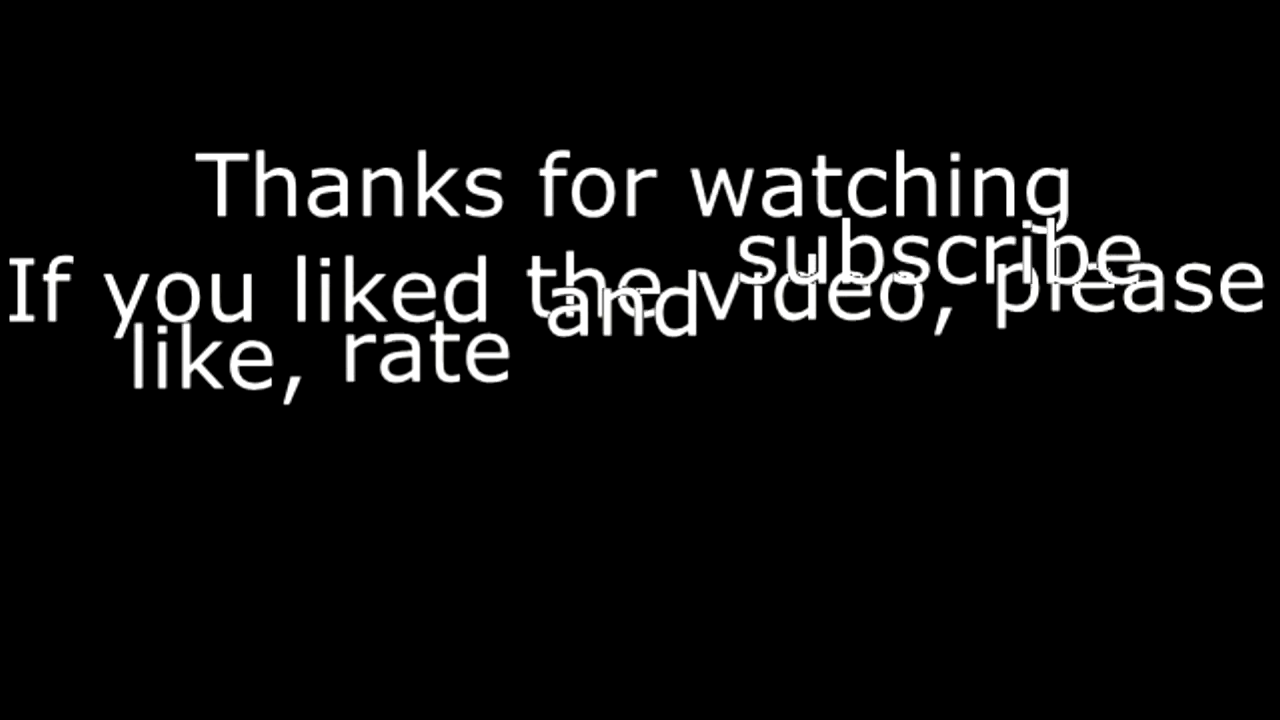 Thanks for watching
If you liked the video, please
like, rate and subscribe